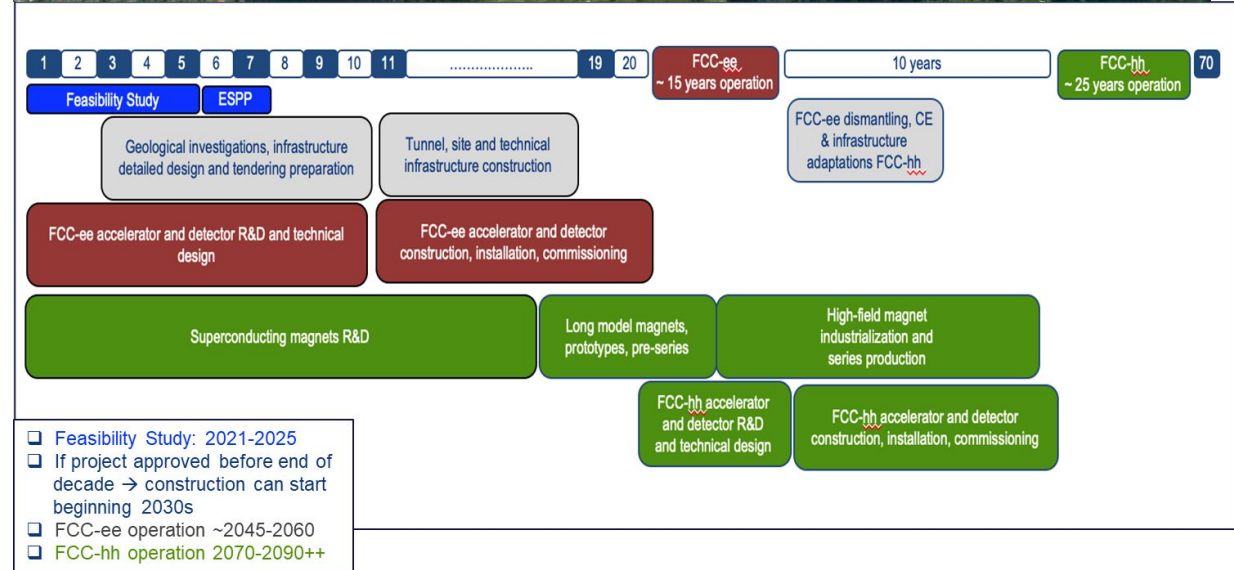 1 2 3 4 5 6 7 8 9 10 11 ………………… 19 20
FCC-ee
~ 15 years operation
10 years
FCC-hh
~ 25 years operation
70
Feasibility Study
ESPP
Geological investigations, infrastructure
detailed design and tendering preparation
Tunnel, site and technical
infrastructure construction
FCC-ee dismantling, CE
& infrastructure
adaptations FCC-hh
FCC-ee accelerator and detector R&D and technical
design
FCC-ee accelerator and detector
construction, installation, commissioning
Superconducting magnets R&D
Long model magnets,
prototypes, pre-series
High-field magnet
industrialization and
series production
FCC-hh accelerator
and detector R&D
and technical design
FCC-hh accelerator and detector
construction, installation, commissioning
❑ Feasibility Study: 2021-2025
❑ If project approved before end of
decade → construction can start
beginning 2030s
❑ FCC-ee operation ~2045-2060
❑ FCC-hh operation 2070-2090++